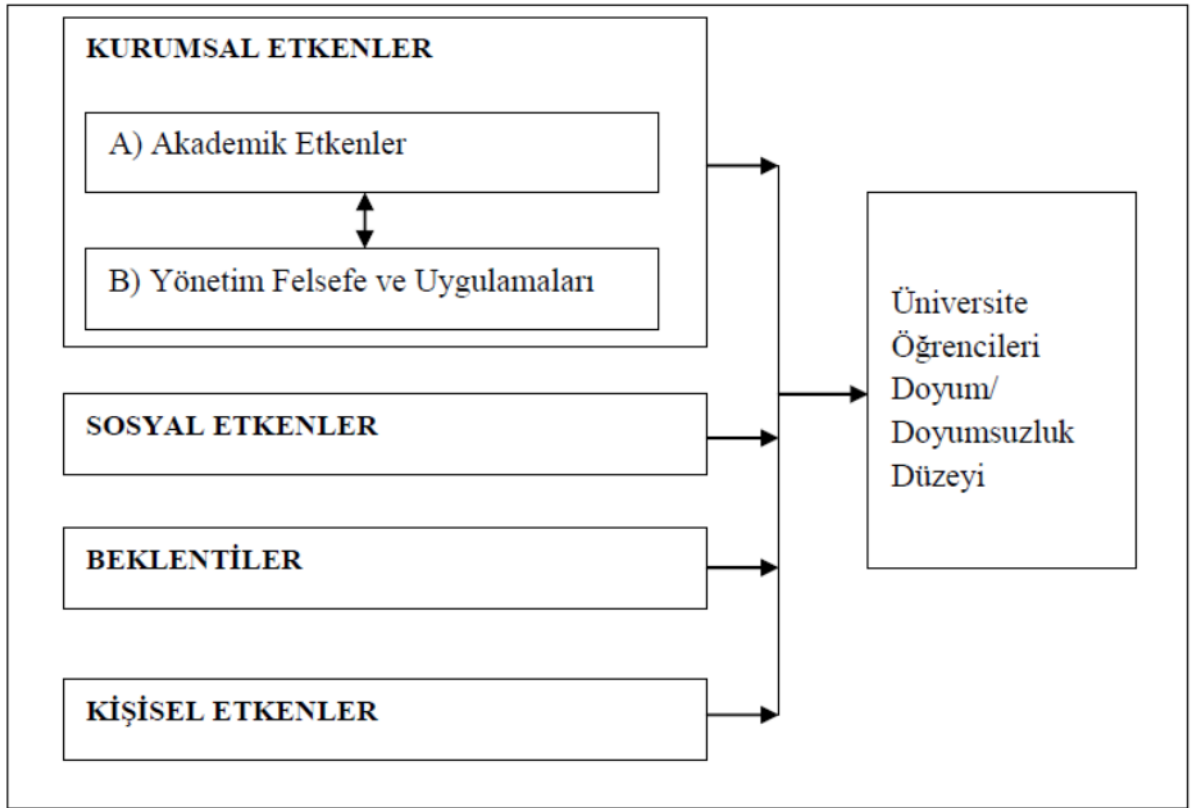 KURUMSAL ETKENLER
A) Akademik Etkenler
B) Yönetim Felsefe ve Uygulamaları
SOSYAL ETKENLER
BEKLENTİLER
KİŞİSEL ETKENLER
Üniversite
Öğrencileri
Doyum/
Doyumsuzluk
Düzeyi